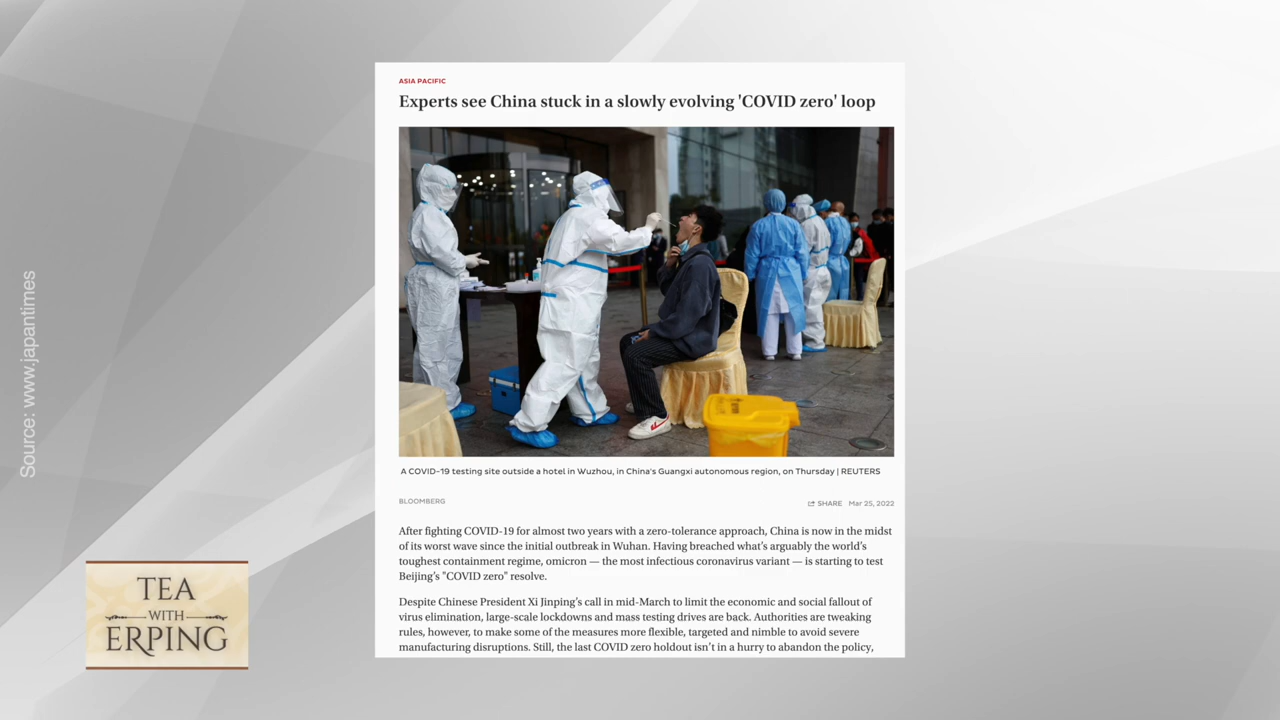 Source: www.japantimes
ASIA PACIFIC
Experts see China stuck in a slowly evolving 'COVID zero' loop
A COVID-19 testing site outside a hotel in Wuzhou, in China's Guangxi autonomous region, on Thursday | REUTERS
BLOOMBERG
SHARE Mar 25, 2022
After fighting COVID-19 for almost two years with a zero-tolerance approach, China is now in the midst
of its worst wave since the initial outbreak in Wuhan. Having breached what's arguably the world's
toughest containment regime, omicron — the most infectious coronavirus variant — is starting to test
Beijing's "COVID zero" resolve.
Despite Chinese President Xi Jinping's call in mid-March to limit the economic and social fallout of
virus elimination, large-scale lockdowns and mass testing drives are back. Authorities are tweaking
rules, however, to make some of the measures more flexible, targeted and nimble to avoid severe
manufacturing disruptions. Still, the last COVID zero holdout isn't in a hurry to abandon the policy,
TEA
WITH
ERPING